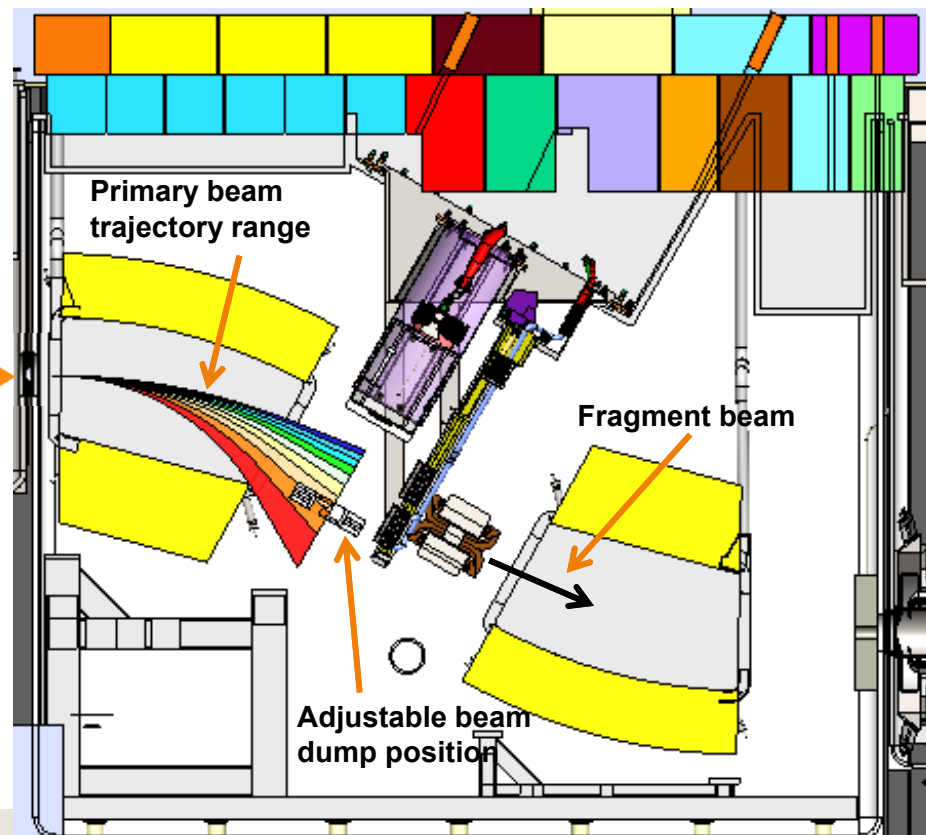 Primary beam
trajectory range
Fragment beam
Adjustable beam
dump position